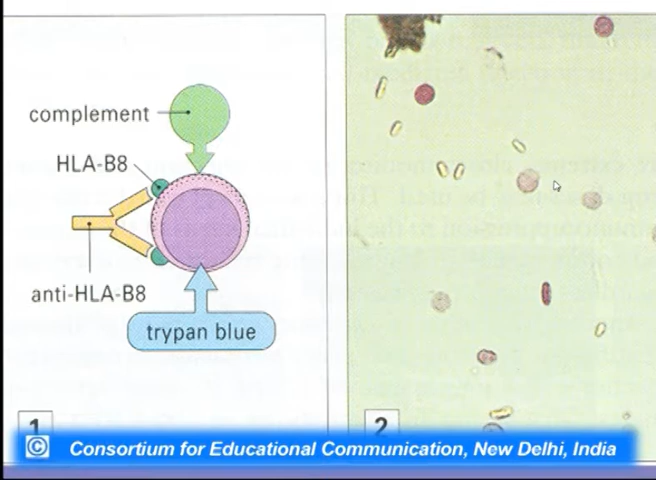 complement
HLA-B8
anti-HLA-B8
trypan blue
1
2
© Consortium for Educational Communication, New Delhi, India